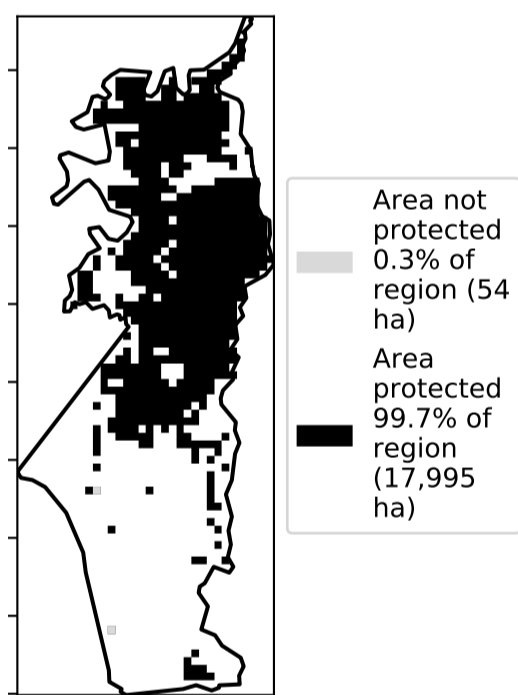 Area not
protected
0.3% of
region (54
ha)
Area
protected
99.7% of
region
(17,995
ha)